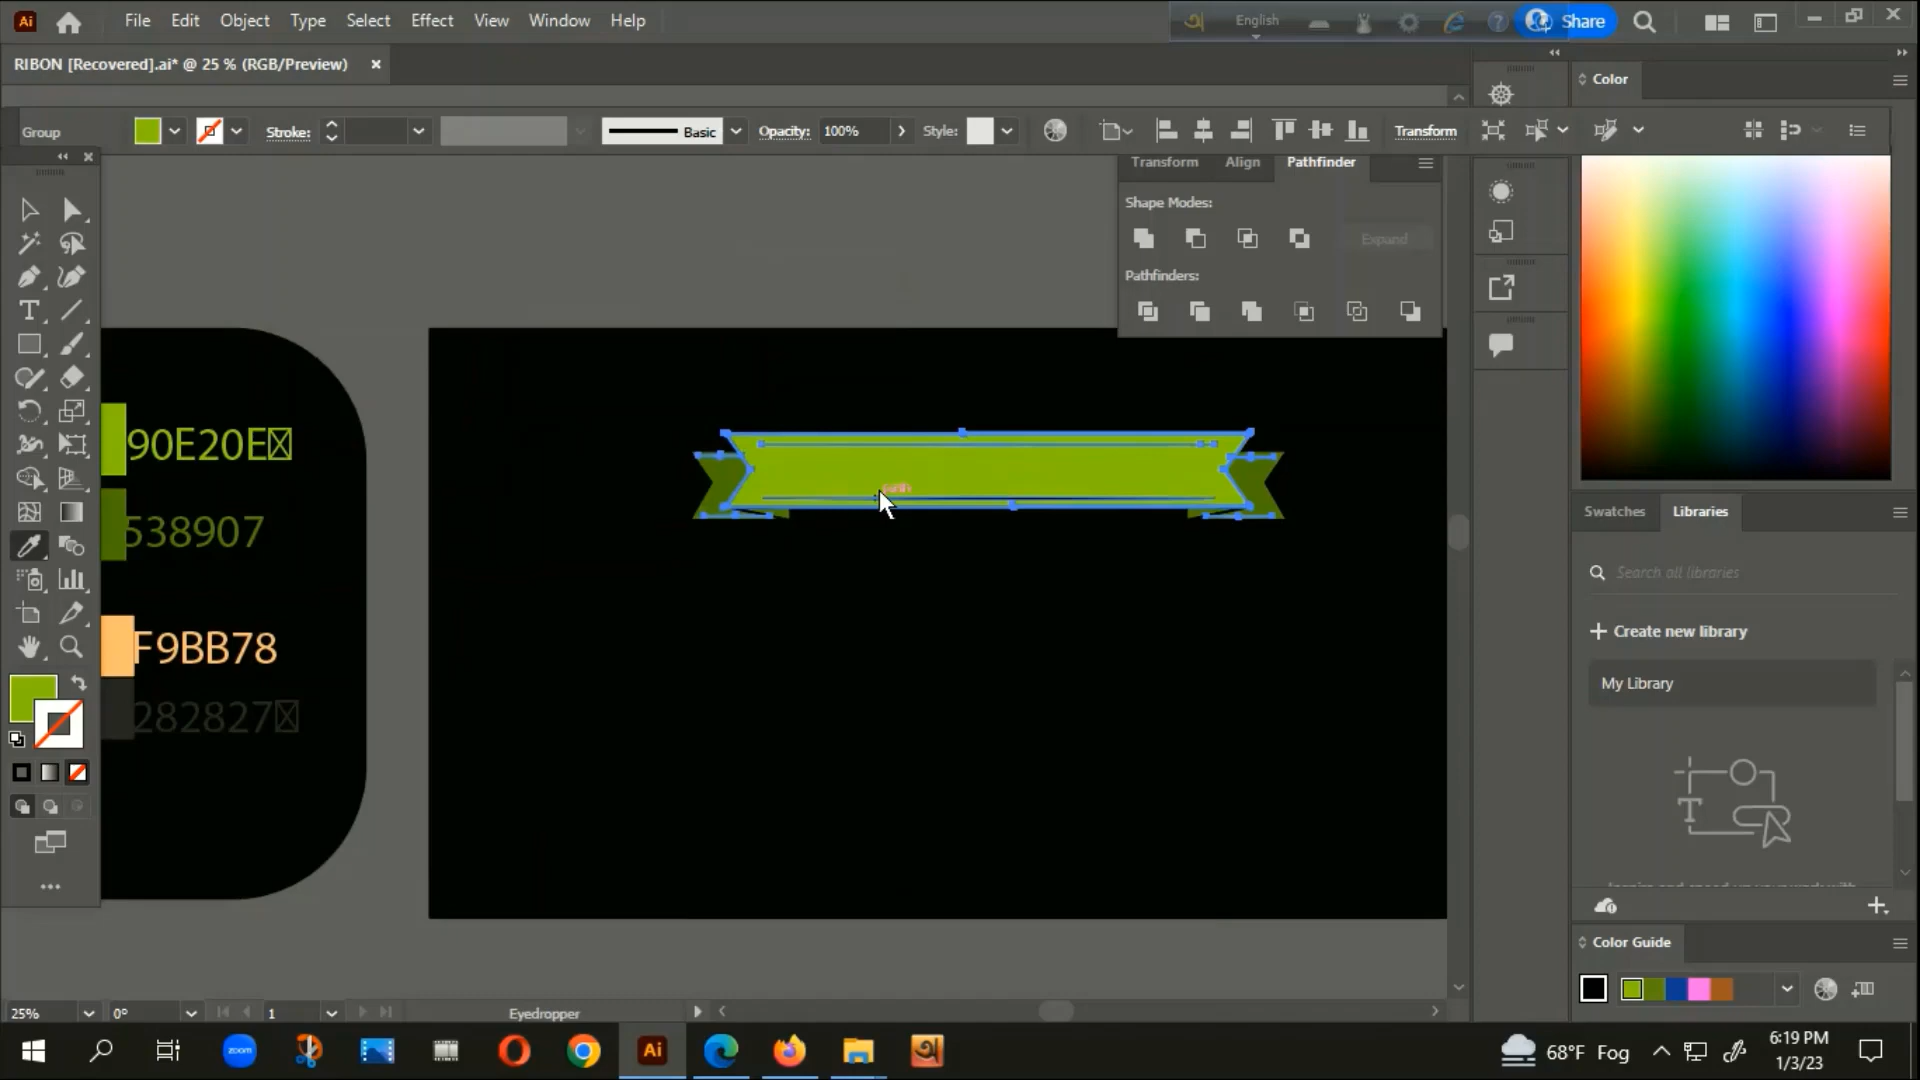 Ai File Edit Object Type Select Effect View Window Help English Share
RIBON [Recovered].ai* @ 25 % (RGB/Preview)
Color
Group Stroke: Basic Opacity: 100% Style: Transform
Transform Align Pathfinder
Shape Modes:
Expand
Pathfinders:
90E20E
538907
F9BB78
282827
Swatches Libraries
Search all libraries
Create new library
My Library
Color Guide
25% 0° 1 Eyedropper
zoom Ai 68°F Fog 6:19 PM
1/3/23